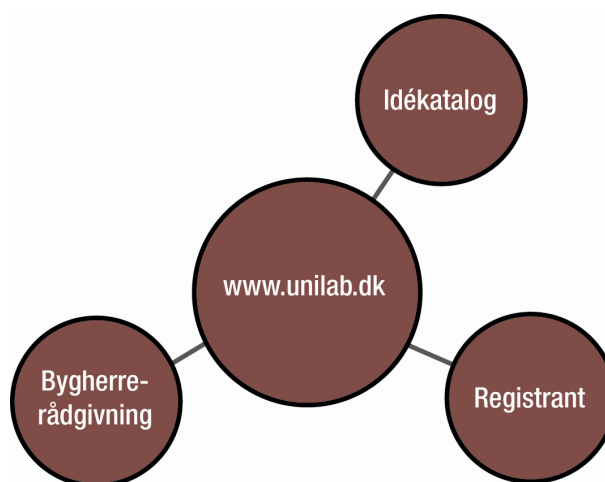 Idékatalog
www.unilab.dk
Bygherre-
rådgivning
Registrant